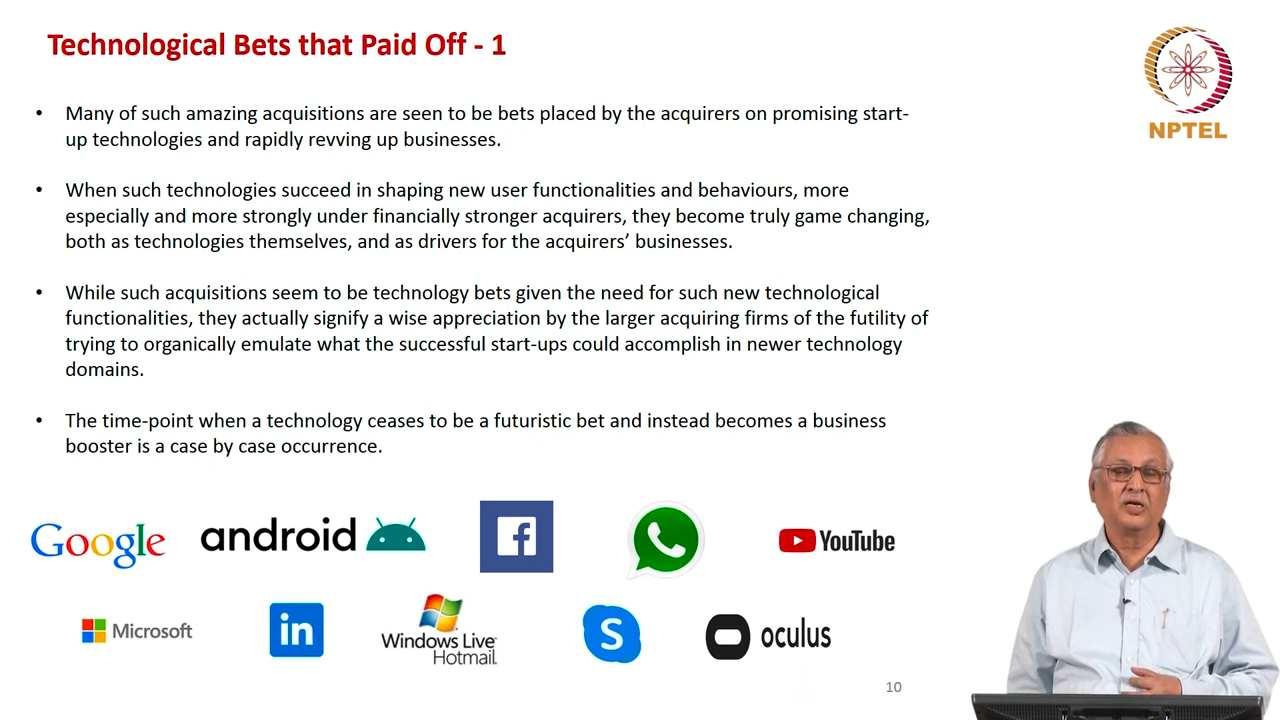 Technological Bets that Paid Off - 1
NPTEL
• Many of such amazing acquisitions are seen to be bets placed by the acquirers on promising start-
up technologies and rapidly revving up businesses.
• When such technologies succeed in shaping new user functionalities and behaviours, more
especially and more strongly under financially stronger acquirers, they become truly game changing,
both as technologies themselves, and as drivers for the acquirers’ businesses.
• While such acquisitions seem to be technology bets given the need for such new technological
functionalities, they actually signify a wise appreciation by the larger acquiring firms of the futility of
trying to organically emulate what the successful start-ups could accomplish in newer technology
domains.
• The time-point when a technology ceases to be a futuristic bet and instead becomes a business
booster is a case by case occurrence.
Google android f YouTube
Microsoft in Windows Live Hotmail S oculus
10